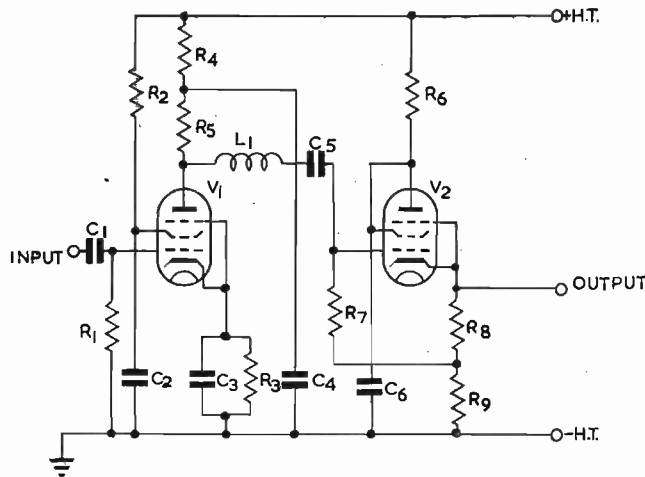 +H.T.
R4
R2
R6
R5
L1
C5
V1
V2
C1
INPUT
OUTPUT
R1
R7
R8
C2
C3
R3
C4
C6
R9
-H.T.